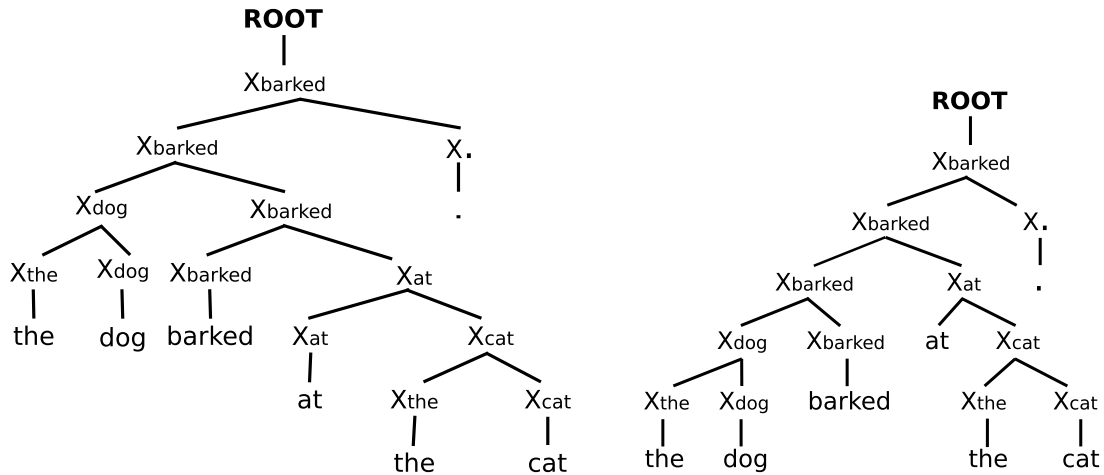 ROOT
Xbarked
Xbarked X.
Xdog Xbarked .
Xthe Xdog Xbarked Xat
the dog barked Xat Xcat
at Xthe Xcat
the cat
ROOT
Xbarked
Xbarked X.
Xbarked Xat .
Xdog Xbarked at Xcat
Xthe Xdog barked Xthe Xcat
the dog the cat